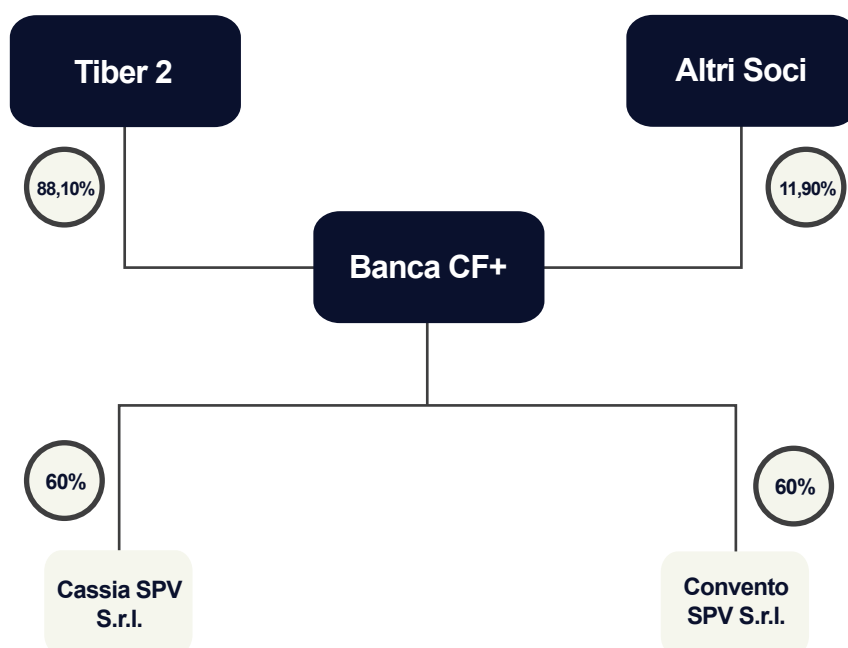 Tiber 2
Altri Soci
88,10%
11,90%
Banca CF+
60%
60%
Cassia SPV
S.r.l.
Convento
SPV S.r.l.